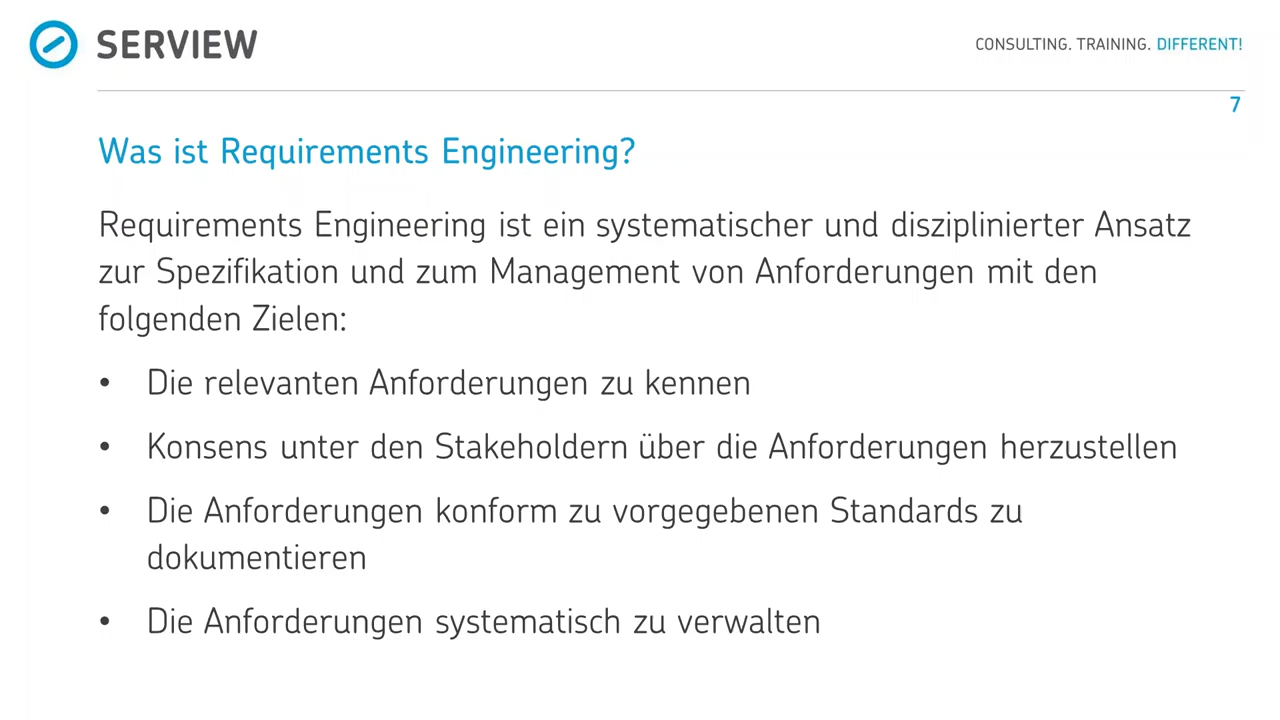 SERVIEW
CONSULTING. TRAINING. DIFFERENT!
7
Was ist Requirements Engineering?
Requirements Engineering ist ein systematischer und disziplinierter Ansatz
zur Spezifikation und zum Management von Anforderungen mit den
folgenden Zielen:
• Die relevanten Anforderungen zu kennen
• Konsens unter den Stakeholdern über die Anforderungen herzustellen
• Die Anforderungen konform zu vorgegebenen Standards zu
dokumentieren
• Die Anforderungen systematisch zu verwalten